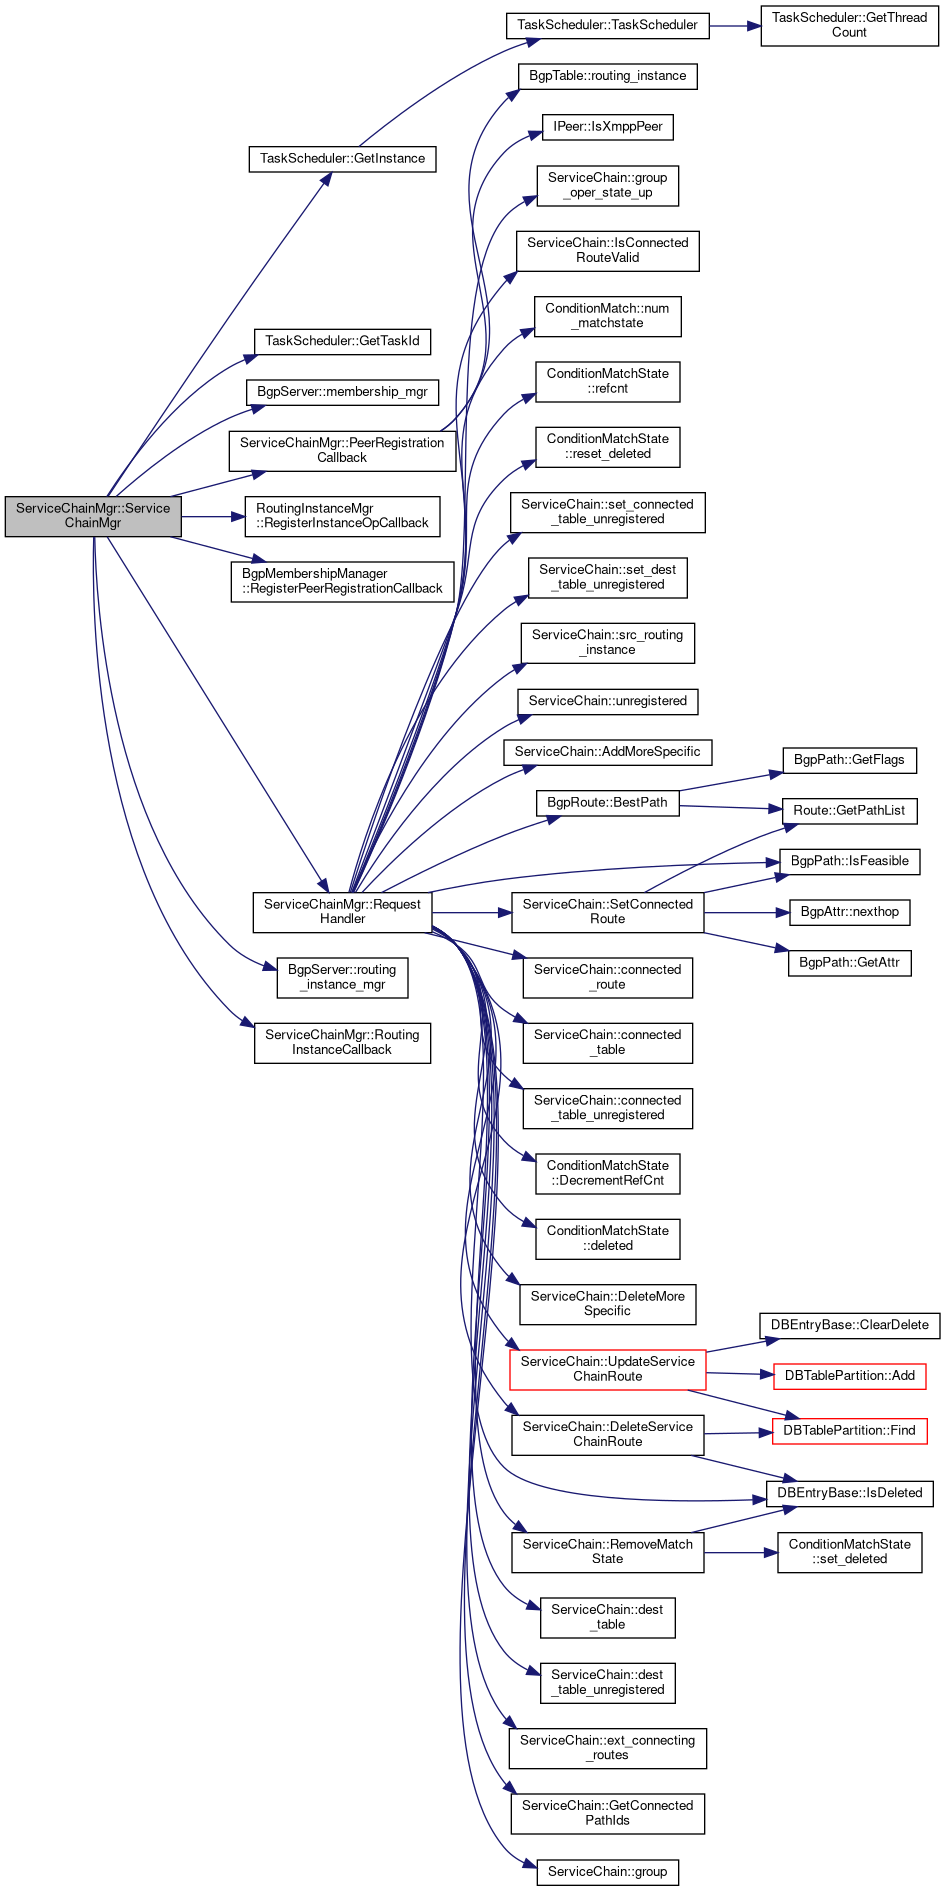 ServiceChainMgr::Service
ChainMgr
TaskScheduler::GetInstance
TaskScheduler::GetTaskId
BgpServer::membership_mgr
ServiceChainMgr::PeerRegistration
Callback
RoutingInstanceMgr
::RegisterInstanceOpCallback
BgpMembershipManager
::RegisterPeerRegistrationCallback
ServiceChainMgr::Request
Handler
BgpServer::routing
_instance_mgr
ServiceChainMgr::Routing
InstanceCallback
TaskScheduler::TaskScheduler
BgpTable::routing_instance
IPeer::IsXmppPeer
ServiceChain::group
_oper_state_up
ServiceChain::IsConnected
RouteValid
ConditionMatch::num
_matchstate
ConditionMatchState
::refcnt
ConditionMatchState
::reset_deleted
ServiceChain::set_connected
_table_unregistered
ServiceChain::set_dest
_table_unregistered
ServiceChain::src_routing
_instance
ServiceChain::unregistered
ServiceChain::AddMoreSpecific
BgpRoute::BestPath
ServiceChain::SetConnected
Route
ServiceChain::connected
_route
ServiceChain::connected
_table
ServiceChain::connected
_table_unregistered
ConditionMatchState
::DecrementRefCnt
ConditionMatchState
::deleted
ServiceChain::DeleteMore
Specific
ServiceChain::UpdateService
ChainRoute
ServiceChain::DeleteService
ChainRoute
ServiceChain::RemoveMatch
State
ServiceChain::dest
_table
ServiceChain::dest
_table_unregistered
ServiceChain::ext_connecting
_routes
ServiceChain::GetConnected
PathIds
ServiceChain::group
TaskScheduler::GetThread
Count
BgpPath::GetFlags
Route::GetPathList
BgpPath::IsFeasible
BgpAttr::nexthop
BgpPath::GetAttr
DBEntryBase::ClearDelete
DBTablePartition::Add
DBTablePartition::Find
DBEntryBase::IsDeleted
ConditionMatchState
::set_deleted